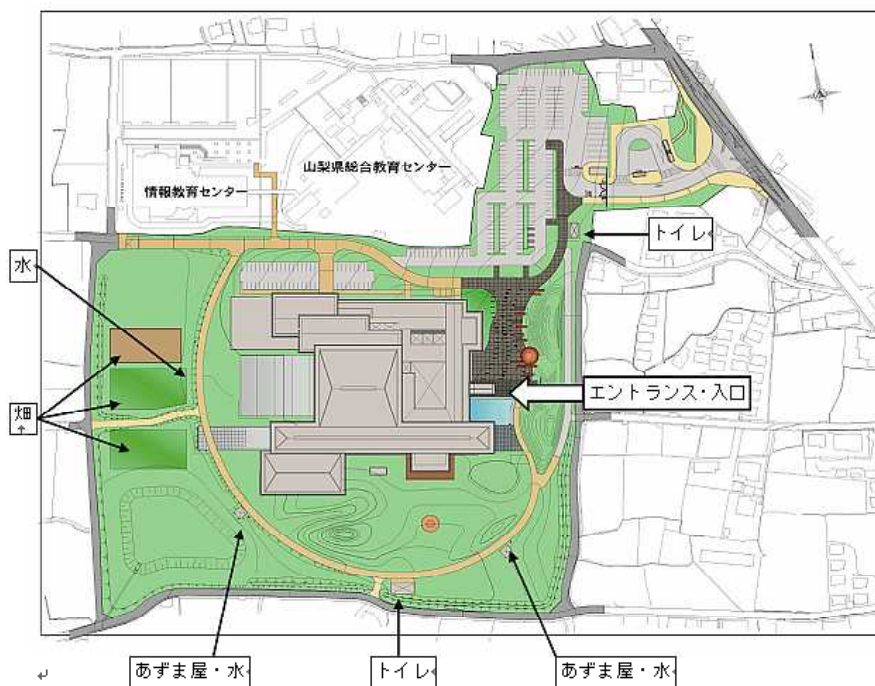 山梨県総合教育センター
情報教育センター
トイレ
水
エントランス・入口
畑
あずま屋・水
トイレ
あずま屋・水